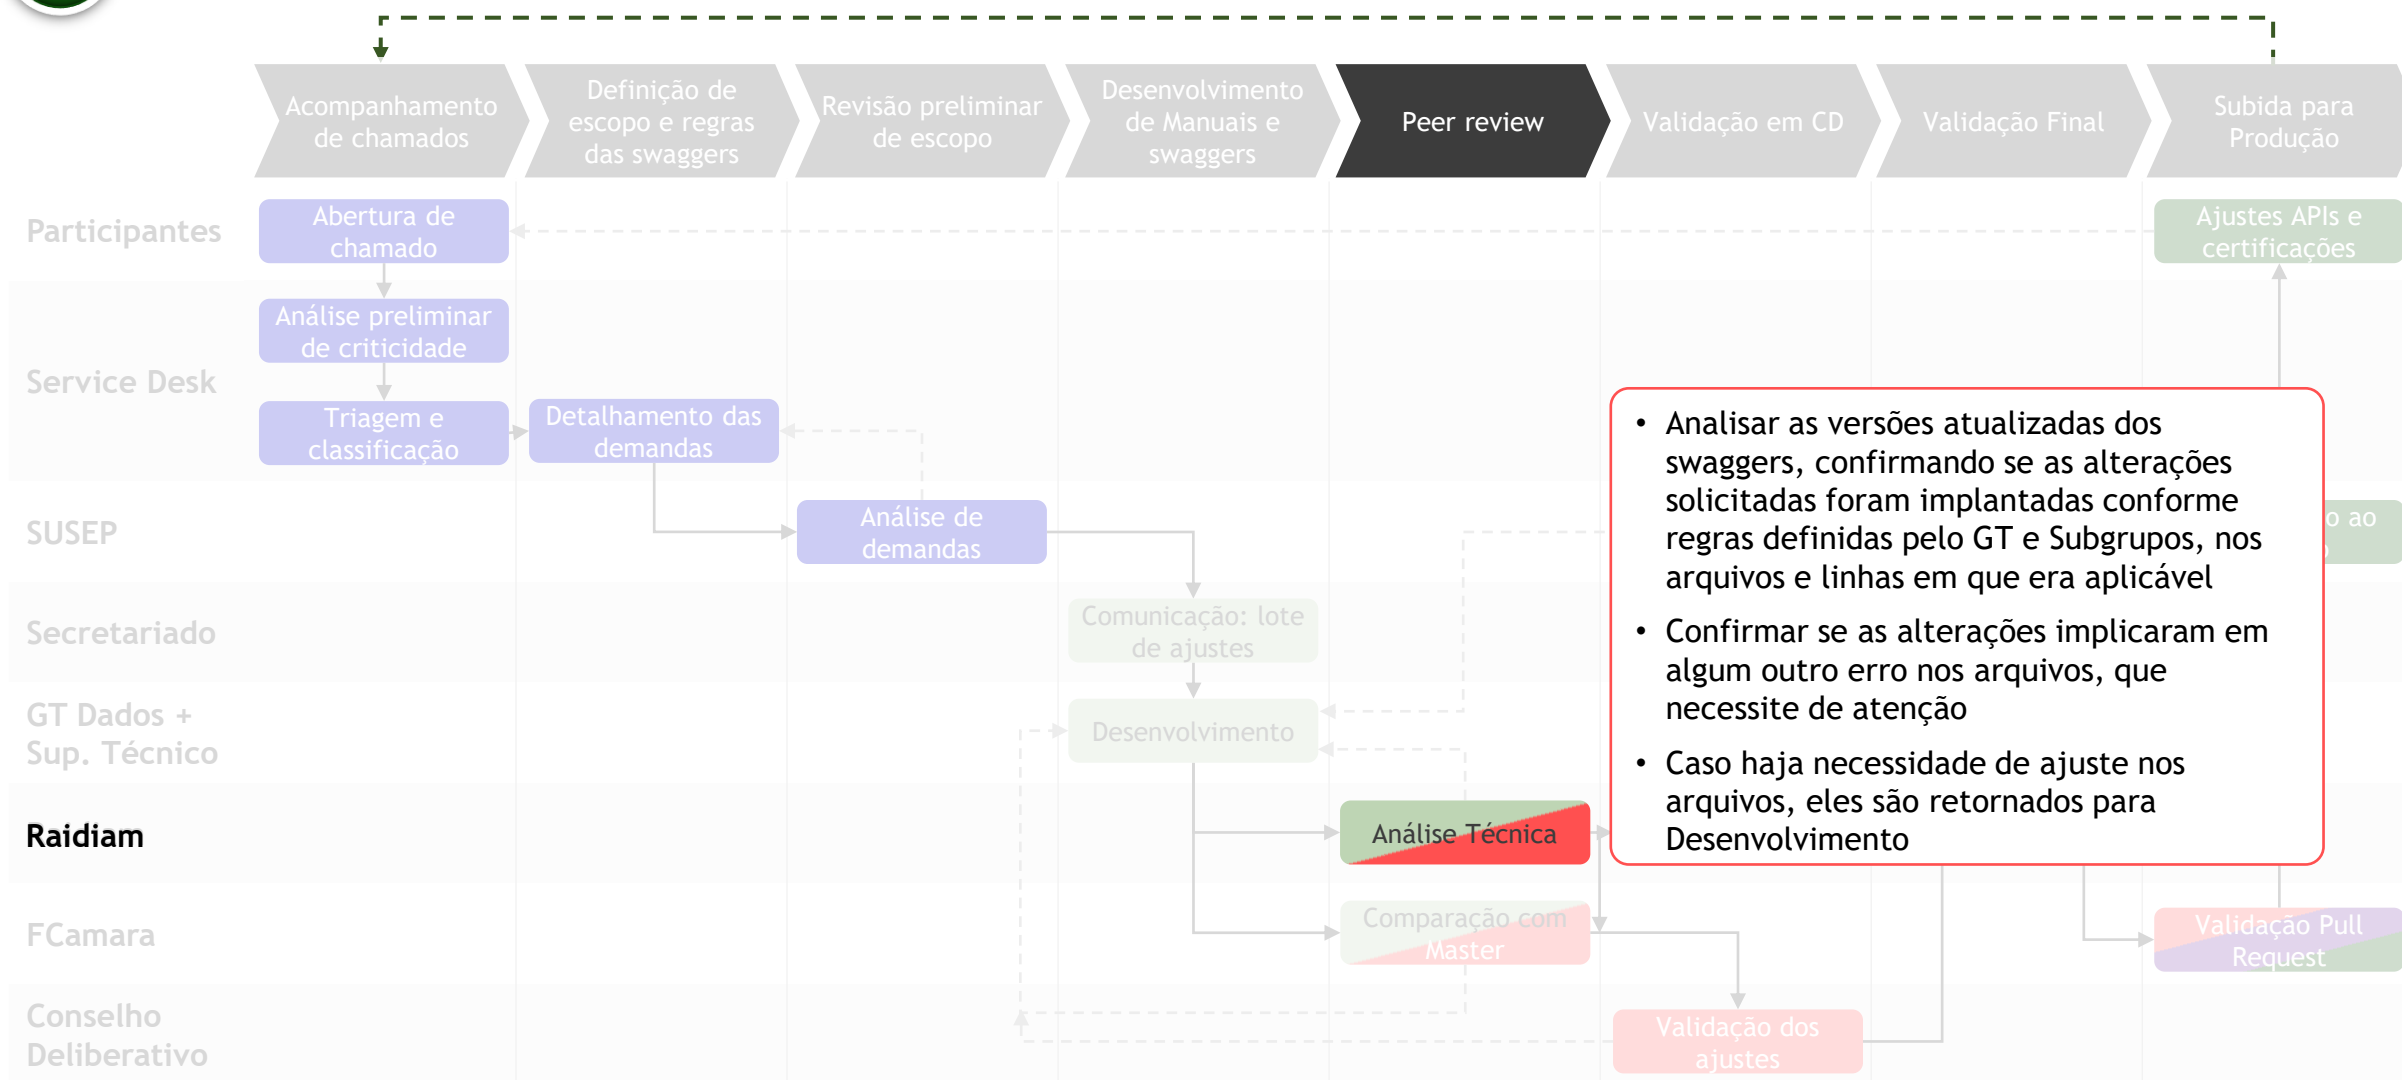 Acompanhamento
de chamados
Definição de
escopo e regras
das swaggers
Revisão preliminar
de escopo
Desenvolvimento
de Manuais e
swaggers
Peer review
Validação em CD
Validação Final
Subida para
Produção
Participantes
Abertura de
chamado
Ajustes APIs e
certificações
Service Desk
Análise preliminar
de criticidade
Triagem e
classificação
Detalhamento das
demandas
SUSEP
Análise de
demandas
ao
• Analisar as versões atualizadas dos
swaggers, confirmando se as alterações
solicitadas foram implantadas conforme
regras definidas pelo GT e Subgrupos, nos
arquivos e linhas em que era aplicável
• Confirmar se as alterações implicaram em
algum outro erro nos arquivos, que
necessite de atenção
• Caso haja necessidade de ajuste nos
arquivos, eles são retornados para
Desenvolvimento
Secretariado
Comunicação: lote
de ajustes
GT Dados +
Sup. Técnico
Desenvolvimento
Raidiam
Análise Técnica
FCamara
Comparação com
Master
Validação Pull
Request
Conselho
Deliberativo
Validação dos
ajustes